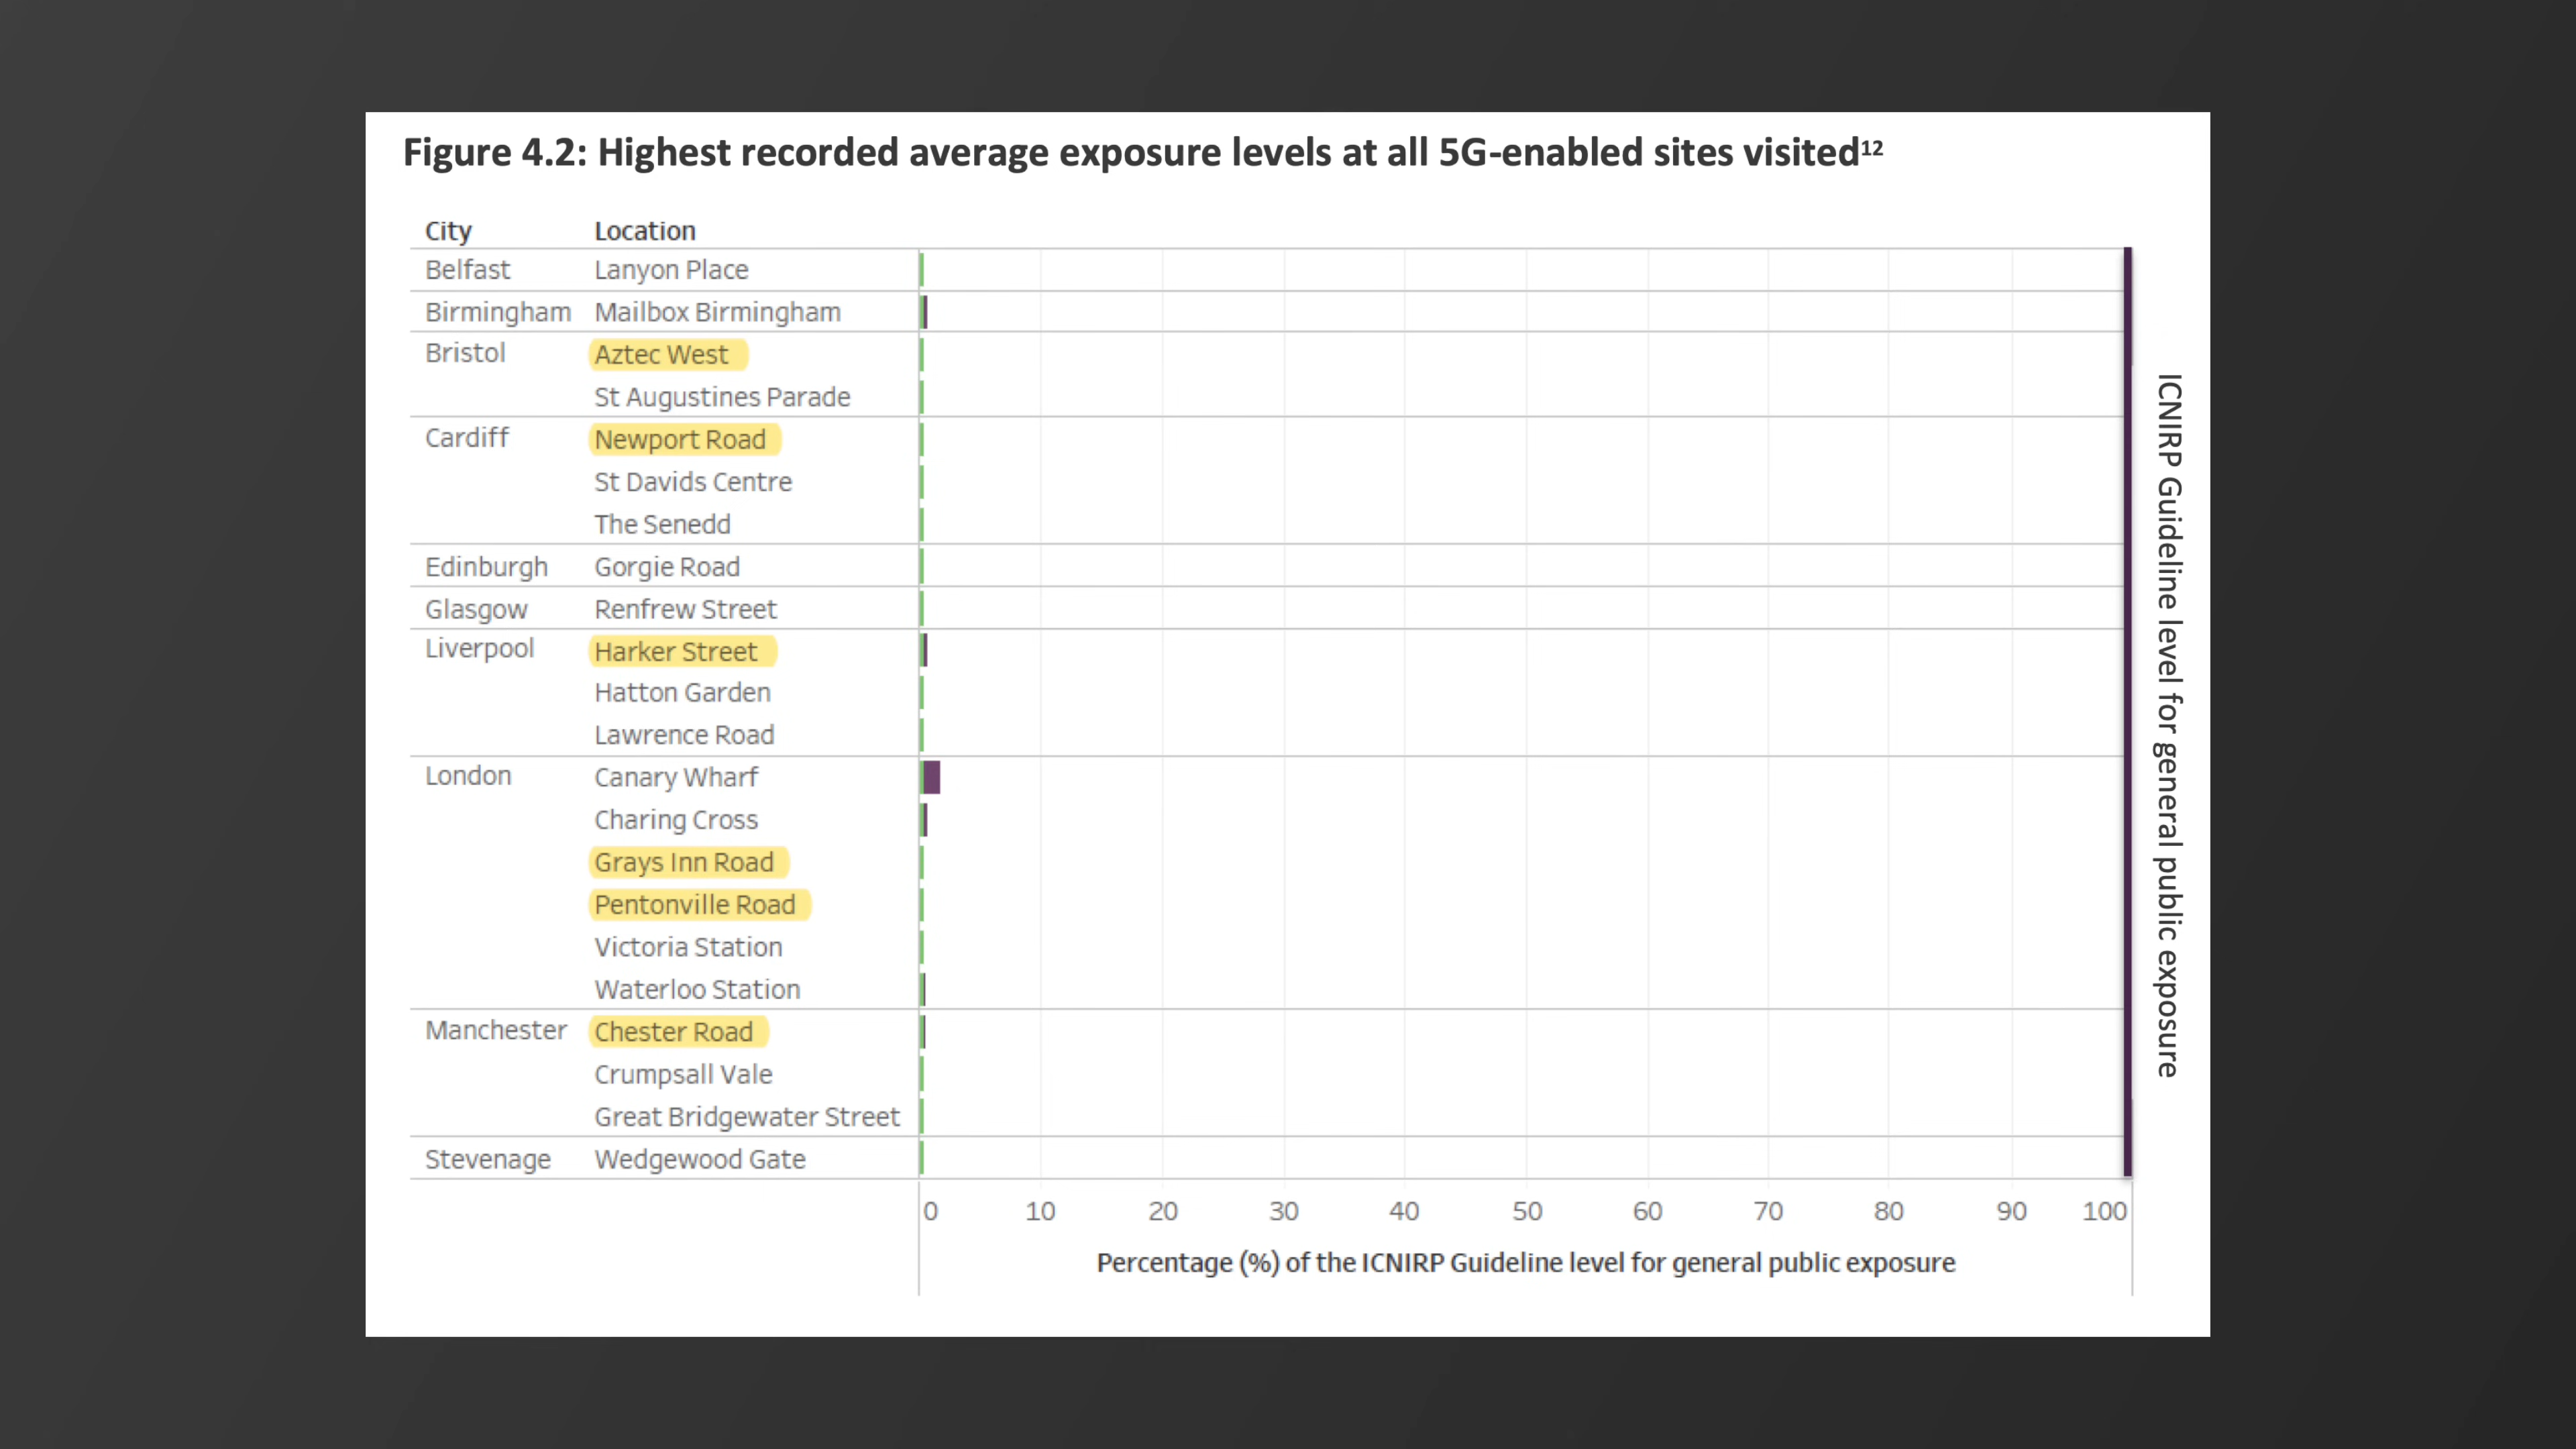 Figure 4.2: Highest recorded average exposure levels at all 5G-enabled sites visited12
City Location
Belfast Lanyon Place
Birmingham Mailbox Birmingham
Bristol Aztec West
St Augustines Parade
Cardiff Newport Road
St Davids Centre
The Senedd
Edinburgh Gorgie Road
Glasgow Renfrew Street
Liverpool Harker Street
Hatton Garden
Lawrence Road
London Canary Wharf
Charing Cross
Grays Inn Road
Pentonville Road
Victoria Station
Waterloo Station
Manchester Chester Road
Crumpsall Vale
Great Bridgewater Street
Stevenage Wedgewood Gate
0 10 20 30 40 50 60 70 80 90 100
Percentage (%) of the ICNIRP Guideline level for general public exposure
ICNIRP Guideline level for general public exposure